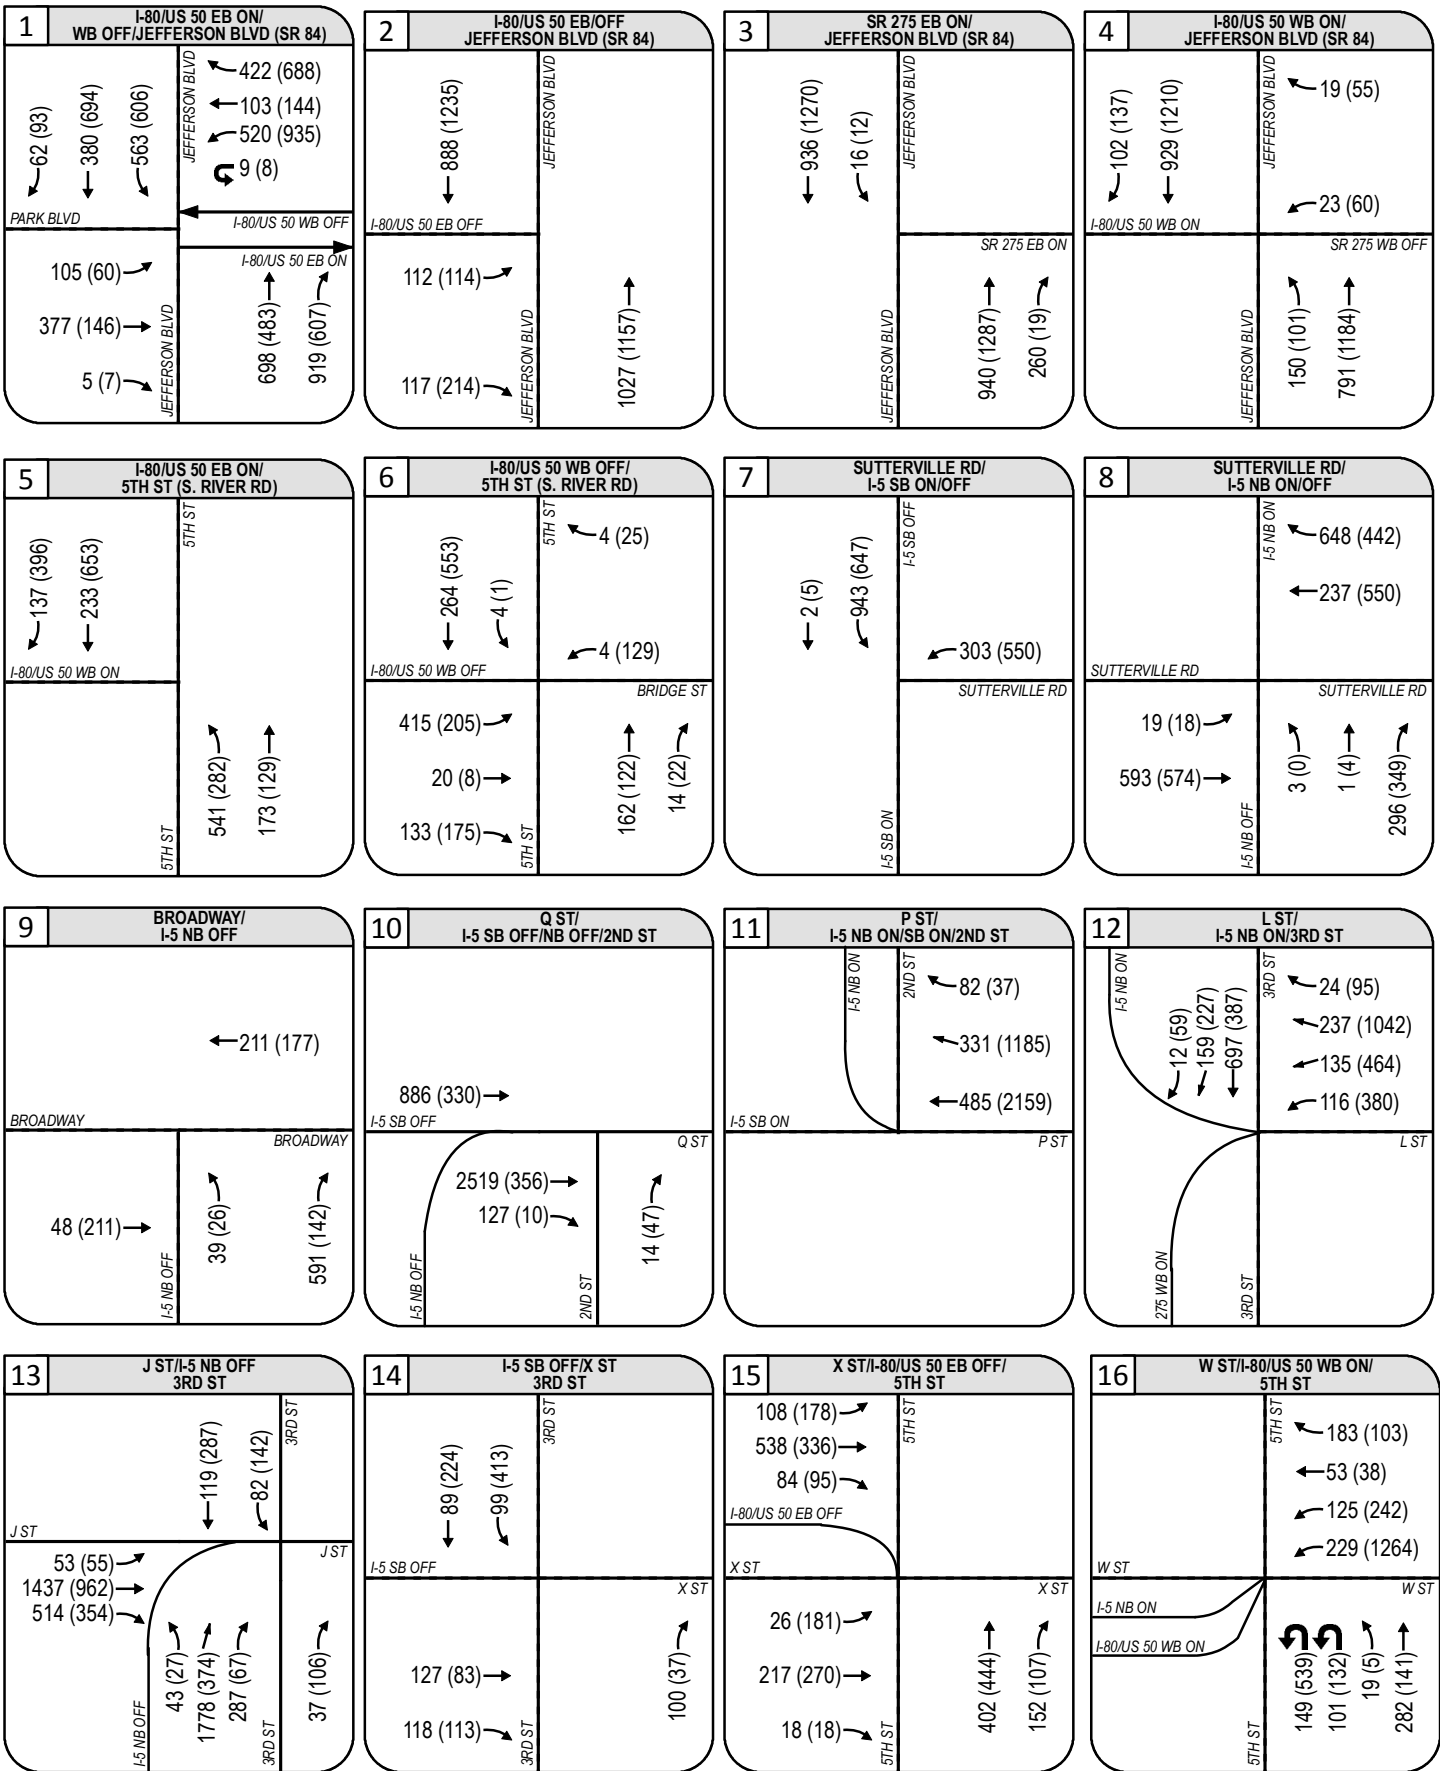 1
I-80/US 50 EB ON/
WB OFF/JEFFERSON BLVD (SR 84)
62 (93)
380 (694)
563 (606)
JEFFERSON BLVD
422 (688)
103 (144)
520 (935)
9 (8)
PARK BLVD
I-80/US 50 WB OFF
I-80/US 50 EB ON
105 (60)
377 (146)
5 (7)
JEFFERSON BLVD
698 (483)
919 (607)
2
I-80/US 50 EB/OFF
JEFFERSON BLVD (SR 84)
888 (1235)
JEFFERSON BLVD
I-80/US 50 EB OFF
112 (114)
117 (214)
JEFFERSON BLVD
1027 (1157)
3
SR 275 EB ON/
JEFFERSON BLVD (SR 84)
936 (1270)
16 (12)
JEFFERSON BLVD
SR 275 EB ON
JEFFERSON BLVD
940 (1287)
260 (19)
4
I-80/US 50 WB ON/
JEFFERSON BLVD (SR 84)
102 (137)
929 (1210)
JEFFERSON BLVD
19 (55)
23 (60)
I-80/US 50 WB ON
SR 275 WB OFF
JEFFERSON BLVD
150 (101)
791 (1184)
5
I-80/US 50 EB ON/
5TH ST (S. RIVER RD)
137 (396)
233 (653)
5TH ST
I-80/US 50 WB ON
5TH ST
541 (282)
173 (129)
6
I-80/US 50 WB OFF/
5TH ST (S. RIVER RD)
264 (553)
4 (1)
5TH ST
4 (25)
4 (129)
I-80/US 50 WB OFF
BRIDGE ST
415 (205)
20 (8)
133 (175)
5TH ST
162 (122)
14 (22)
7
SUTTERVILLE RD/
I-5 SB ON/OFF
2 (5)
943 (647)
I-5 SB OFF
303 (550)
SUTTERVILLE RD
I-5 SB ON
8
SUTTERVILLE RD/
I-5 NB ON/OFF
I-5 NB ON
648 (442)
237 (550)
SUTTERVILLE RD
SUTTERVILLE RD
19 (18)
593 (574)
I-5 NB OFF
3 (0)
1 (4)
296 (349)
9
BROADWAY/
I-5 NB OFF
211 (177)
BROADWAY
BROADWAY
48 (211)
I-5 NB OFF
39 (26)
591 (142)
10
Q ST/
I-5 SB OFF/NB OFF/2ND ST
886 (330)
I-5 SB OFF
Q ST
2519 (356)
127 (10)
I-5 NB OFF
2ND ST
14 (47)
11
P ST/
I-5 NB ON/SB ON/2ND ST
I-5 NB ON
2ND ST
82 (37)
331 (1185)
485 (2159)
I-5 SB ON
P ST
12
L ST/
I-5 NB ON/3RD ST
I-5 NB ON
12 (59)
159 (227)
697 (387)
3RD ST
24 (95)
237 (1042)
135 (464)
116 (380)
L ST
275 WB ON
3RD ST
13
J ST/I-5 NB OFF
3RD ST
119 (287)
82 (142)
3RD ST
J ST
J ST
53 (55)
1437 (962)
514 (354)
I-5 NB OFF
43 (27)
1778 (374)
287 (67)
3RD ST
37 (106)
14
I-5 SB OFF/X ST
3RD ST
89 (224)
99 (413)
3RD ST
I-5 SB OFF
X ST
127 (83)
118 (113)
3RD ST
100 (37)
15
X ST/I-80/US 50 EB OFF/
5TH ST
108 (178)
538 (336)
84 (95)
5TH ST
I-80/US 50 EB OFF
X ST
X ST
26 (181)
217 (270)
18 (18)
5TH ST
402 (444)
152 (107)
16
W ST/I-80/US 50 WB ON/
5TH ST
5TH ST
183 (103)
53 (38)
125 (242)
229 (1264)
W ST
W ST
I-5 NB ON
I-80/US 50 WB ON
5TH ST
149 (539)
101 (132)
19 (5)
282 (141)